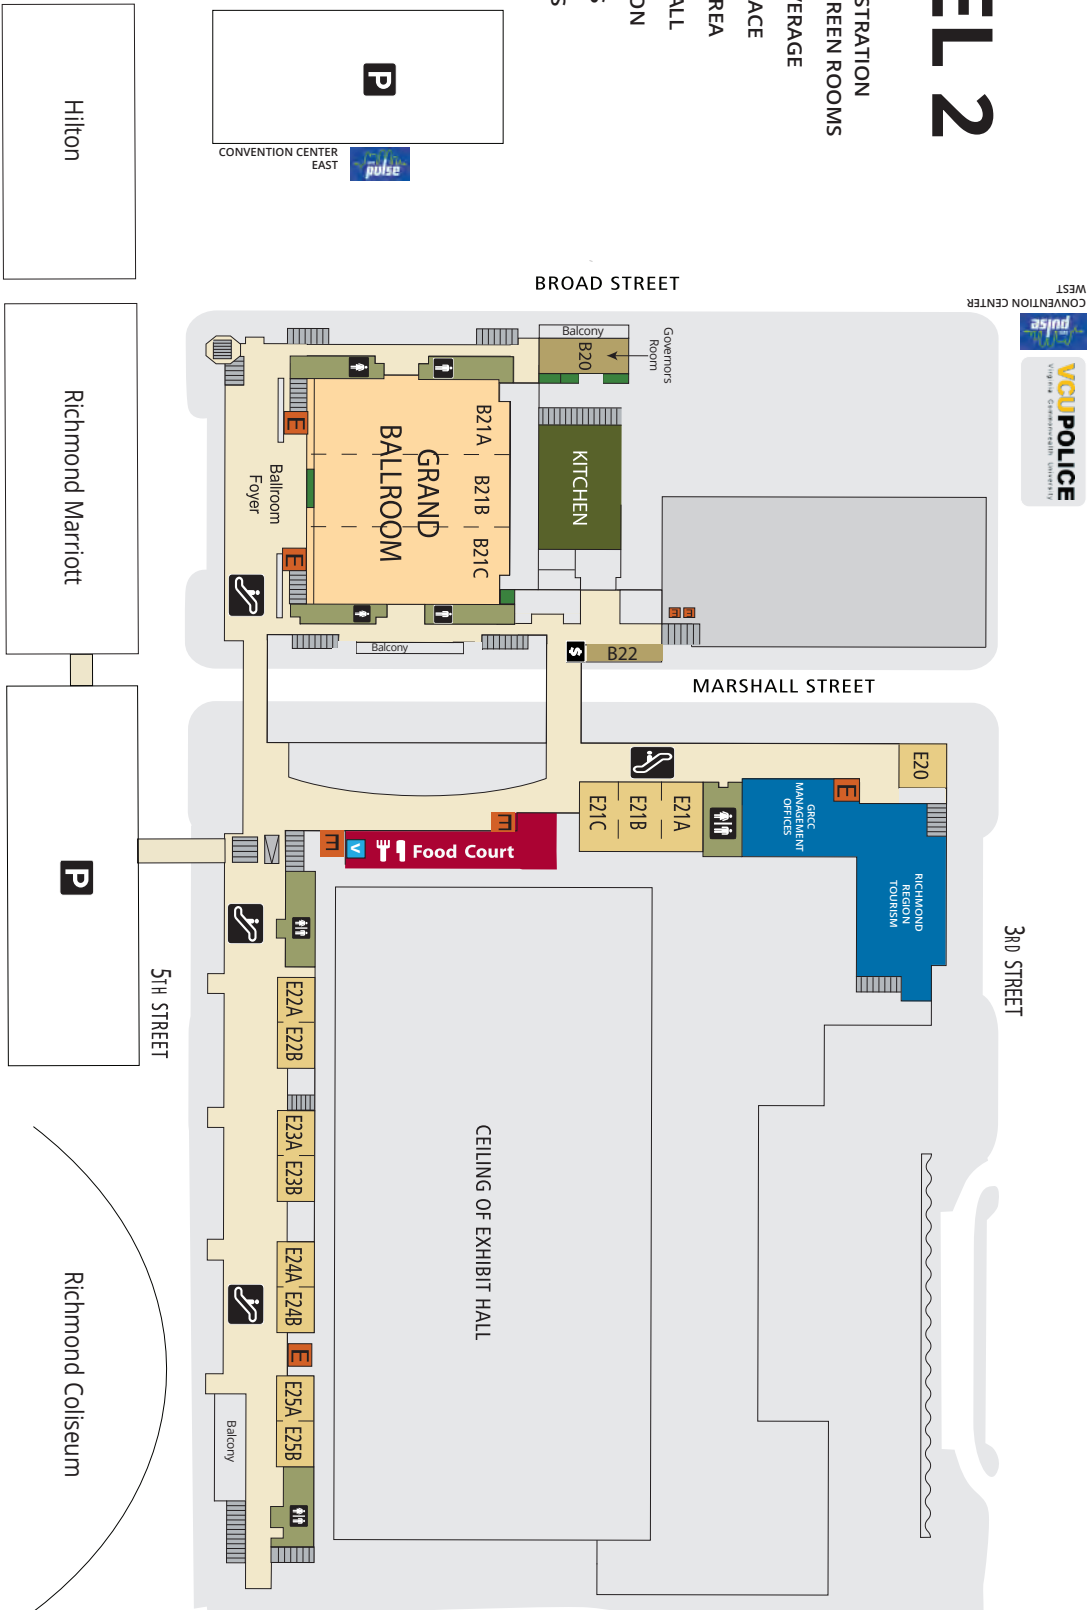 EL 2
STRATION
REEN ROOMS
ERAGE
ACE
REA
ALL
ON
S
S
P
Hilton
CONVENTION CENTER
EAST
pulse
BROAD STREET
CONVENTION CENTER
WEST
pulse
VCU POLICE
Virginia Commonwealth University
Balcony
B20
Governors
Room
Richmond Marriott
B21A
B21B
B21C
GRAND
BALLROOM
KITCHEN
E
E
Ballroom
Foyer
E
E
Balcony
$
B22
MARSHALL STREET
E20
E
GRCC
MANAGEMENT
OFFICES
E21C
E21B
E21A
E
E
V
Food Court
RICHMOND
REGION
TOURISM
P
3RD STREET
5TH STREET
E22A
E22B
E23A
E23B
CEILING OF EXHIBIT HALL
E24A
E24B
E
E25A
E25B
Balcony
Richmond Coliseum